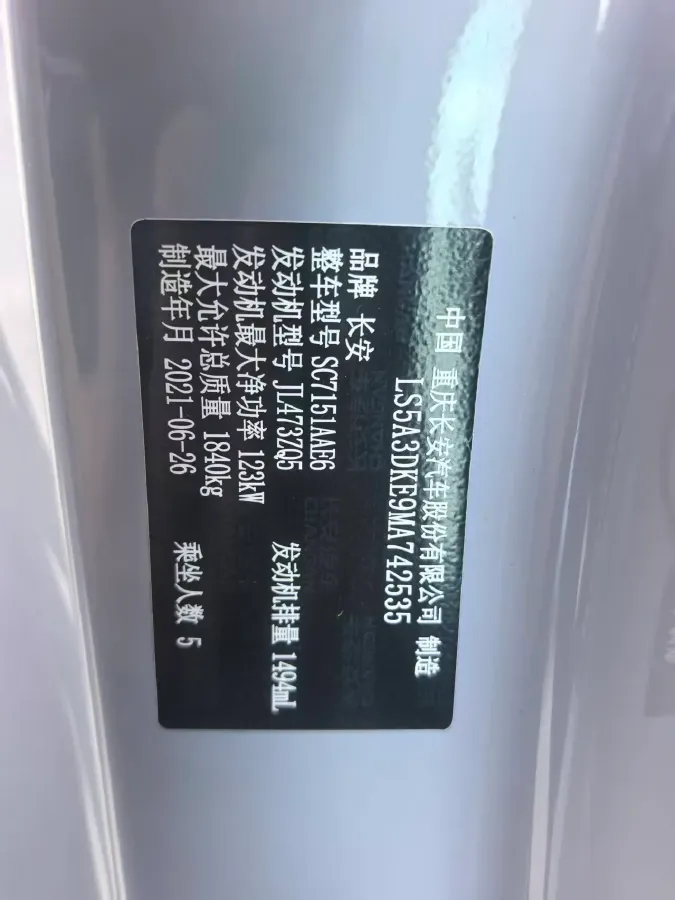 中国 重庆长安汽车股份有限公司 制造
LS5A3DKE9MA742535
品牌 长安
整车型号 SC7151AAE6
发动机型号 JL473ZQ5 发动机排量 1494mL
发动机最大净功率 123kW
最大允许总质量 1840kg
制造年月 2021-06-26 乘坐人数 5